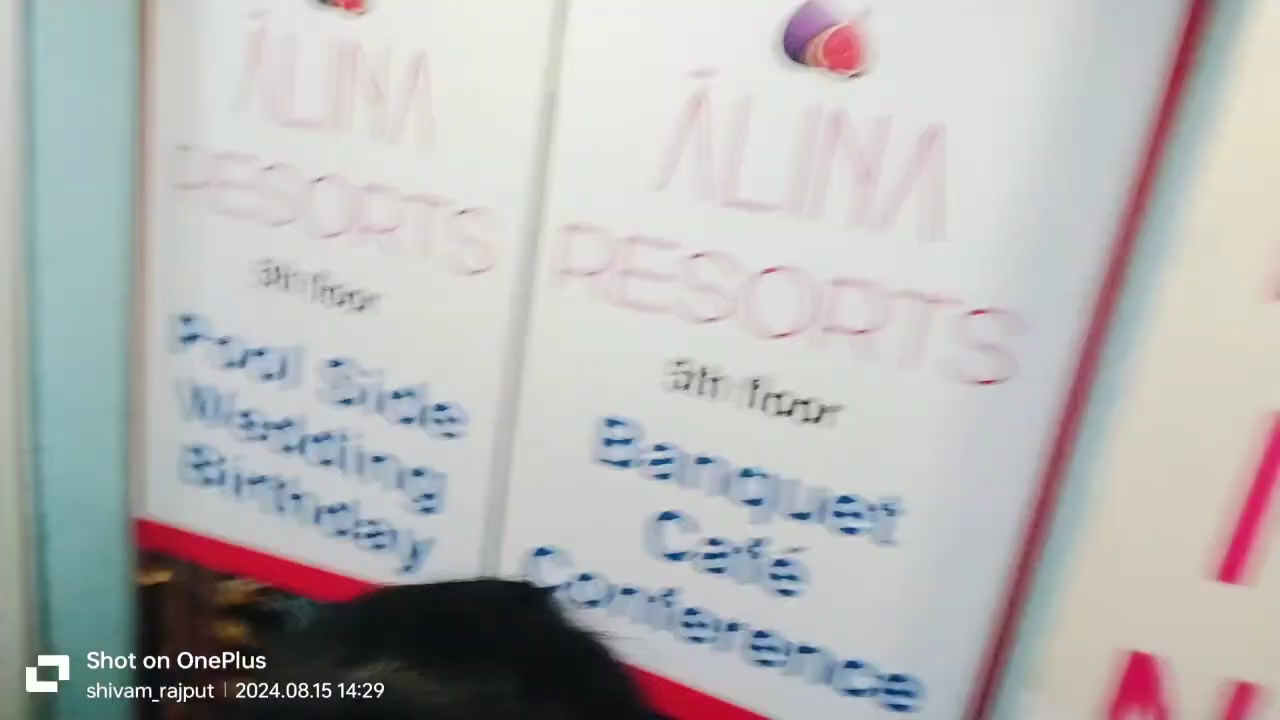 ĀLINA
RESORTS
5th floor
Pool Side
Wedding
Birthday
ĀLINA
RESORTS
5th floor
Banquet
Café
Conference
Shot on OnePlus
shivam_rajput | 2024.08.15 14:29